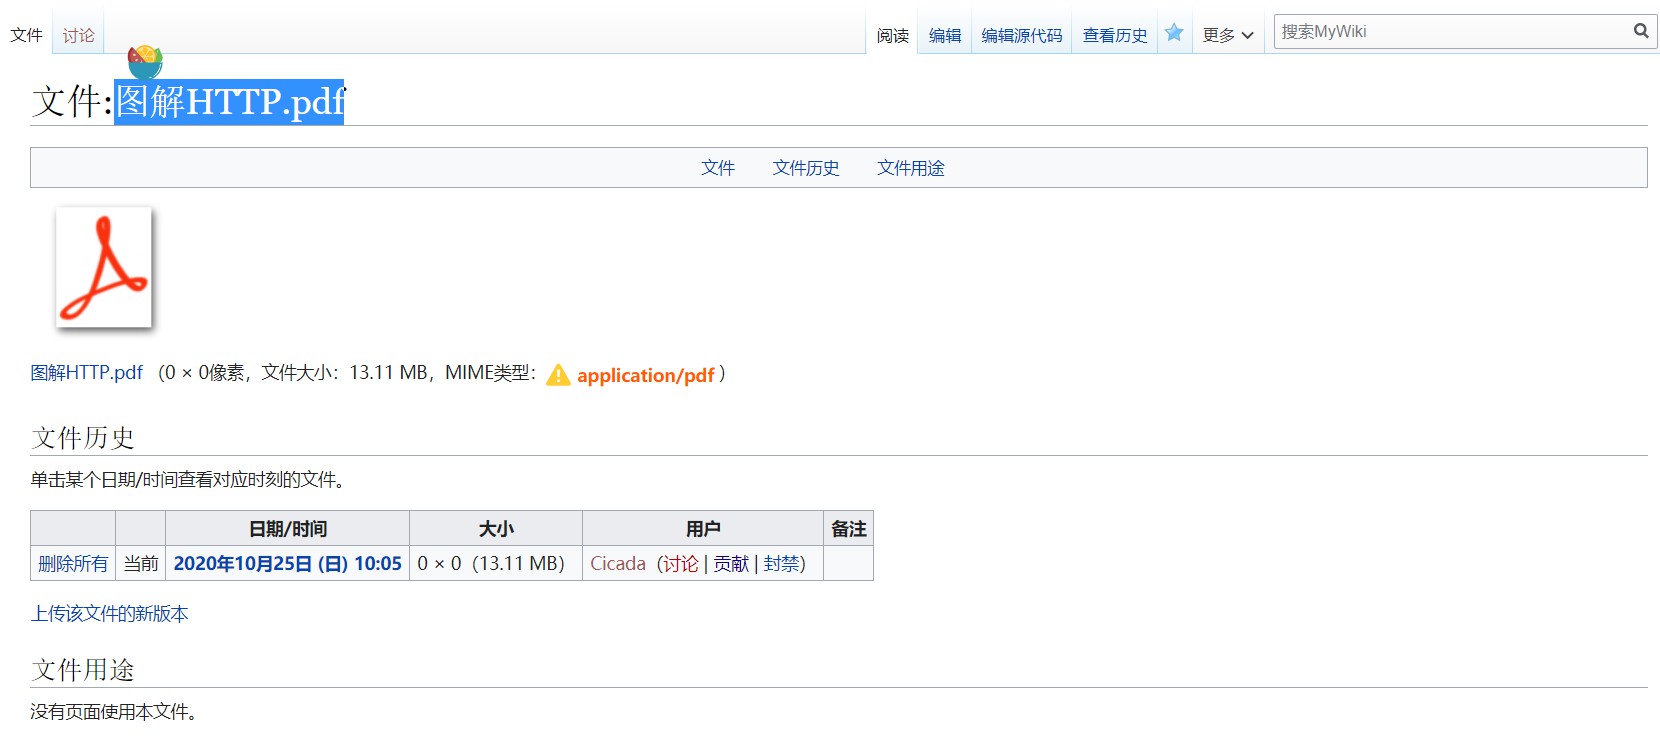 文件 讨论 阅读 编辑 编辑源代码 查看历史 更多 搜索MyWiki
文件:图解HTTP.pdf
文件 文件历史 文件用途
图解HTTP.pdf （0 × 0像素，文件大小：13.11 MB，MIME类型： application/pdf ）
文件历史
单击某个日期/时间查看对应时刻的文件。
日期/时间 大小 用户 备注
删除所有 当前 2020年10月25日 (日) 10:05 0 × 0（13.11 MB） Cicada（讨论 | 贡献 | 封禁）
上传该文件的新版本
文件用途
没有页面使用本文件。